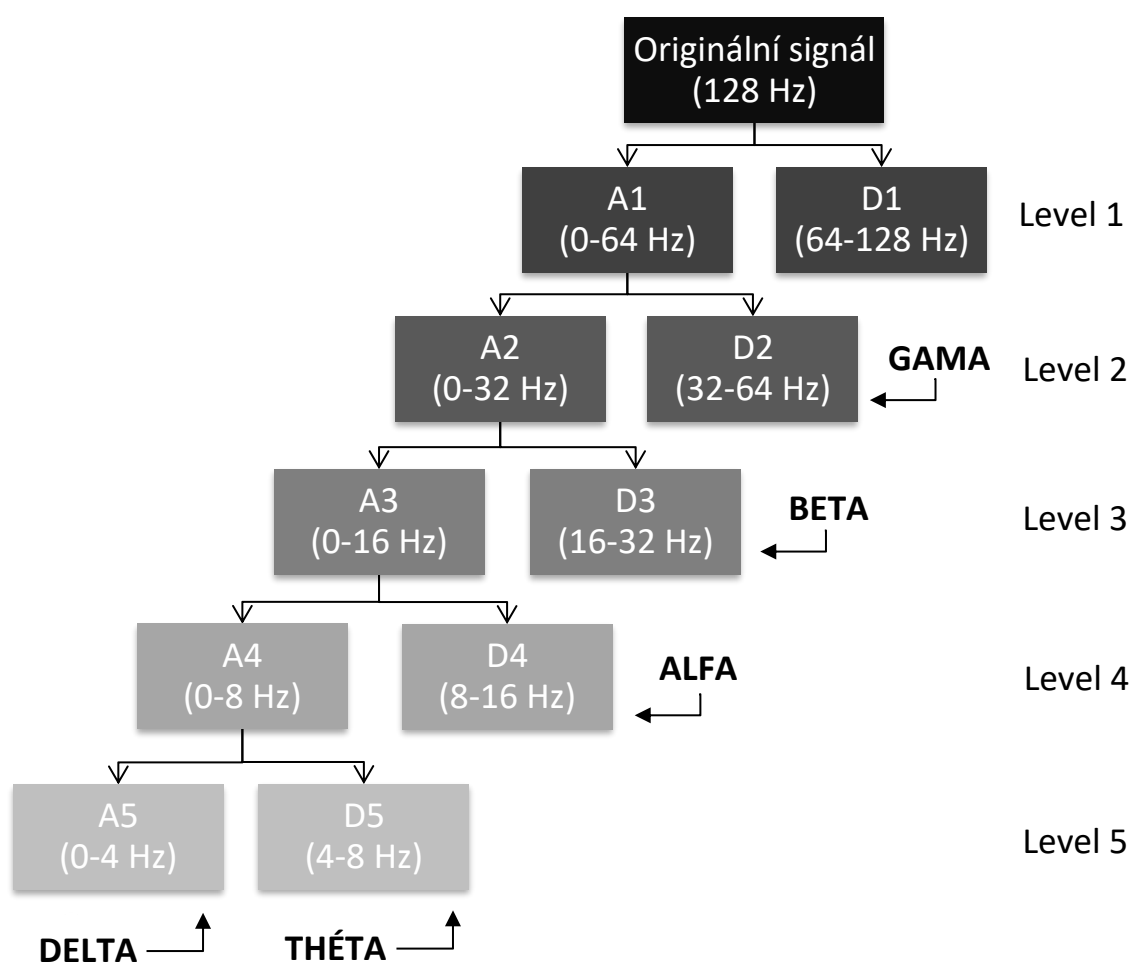 Originální signál
(128 Hz)
A1
(0-64 Hz)
D1
(64-128 Hz)
Level 1
A2
(0-32 Hz)
D2
(32-64 Hz)
GAMA
Level 2
A3
(0-16 Hz)
D3
(16-32 Hz)
BETA
Level 3
A4
(0-8 Hz)
D4
(8-16 Hz)
ALFA
Level 4
A5
(0-4 Hz)
D5
(4-8 Hz)
Level 5
DELTA
THÉTA